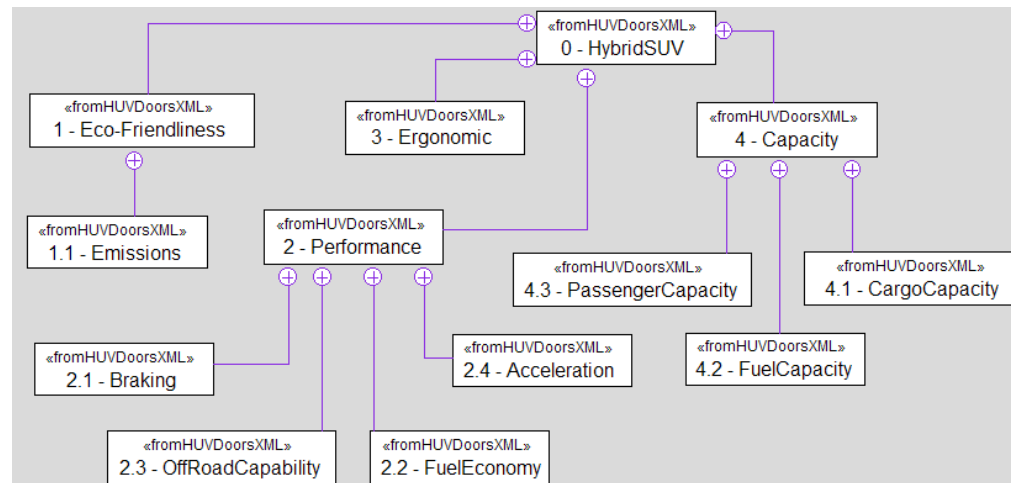 «fromHUVDoorsXML»
0 - HybridSUV
«fromHUVDoorsXML»
1 - Eco-Friendliness
«fromHUVDoorsXML»
3 - Ergonomic
«fromHUVDoorsXML»
4 - Capacity
«fromHUVDoorsXML»
1.1 - Emissions
«fromHUVDoorsXML»
2 - Performance
«fromHUVDoorsXML»
4.3 - PassengerCapacity
«fromHUVDoorsXML»
4.1 - CargoCapacity
«fromHUVDoorsXML»
2.1 - Braking
«fromHUVDoorsXML»
2.4 - Acceleration
«fromHUVDoorsXML»
4.2 - FuelCapacity
«fromHUVDoorsXML»
2.3 - OffRoadCapability
«fromHUVDoorsXML»
2.2 - FuelEconomy